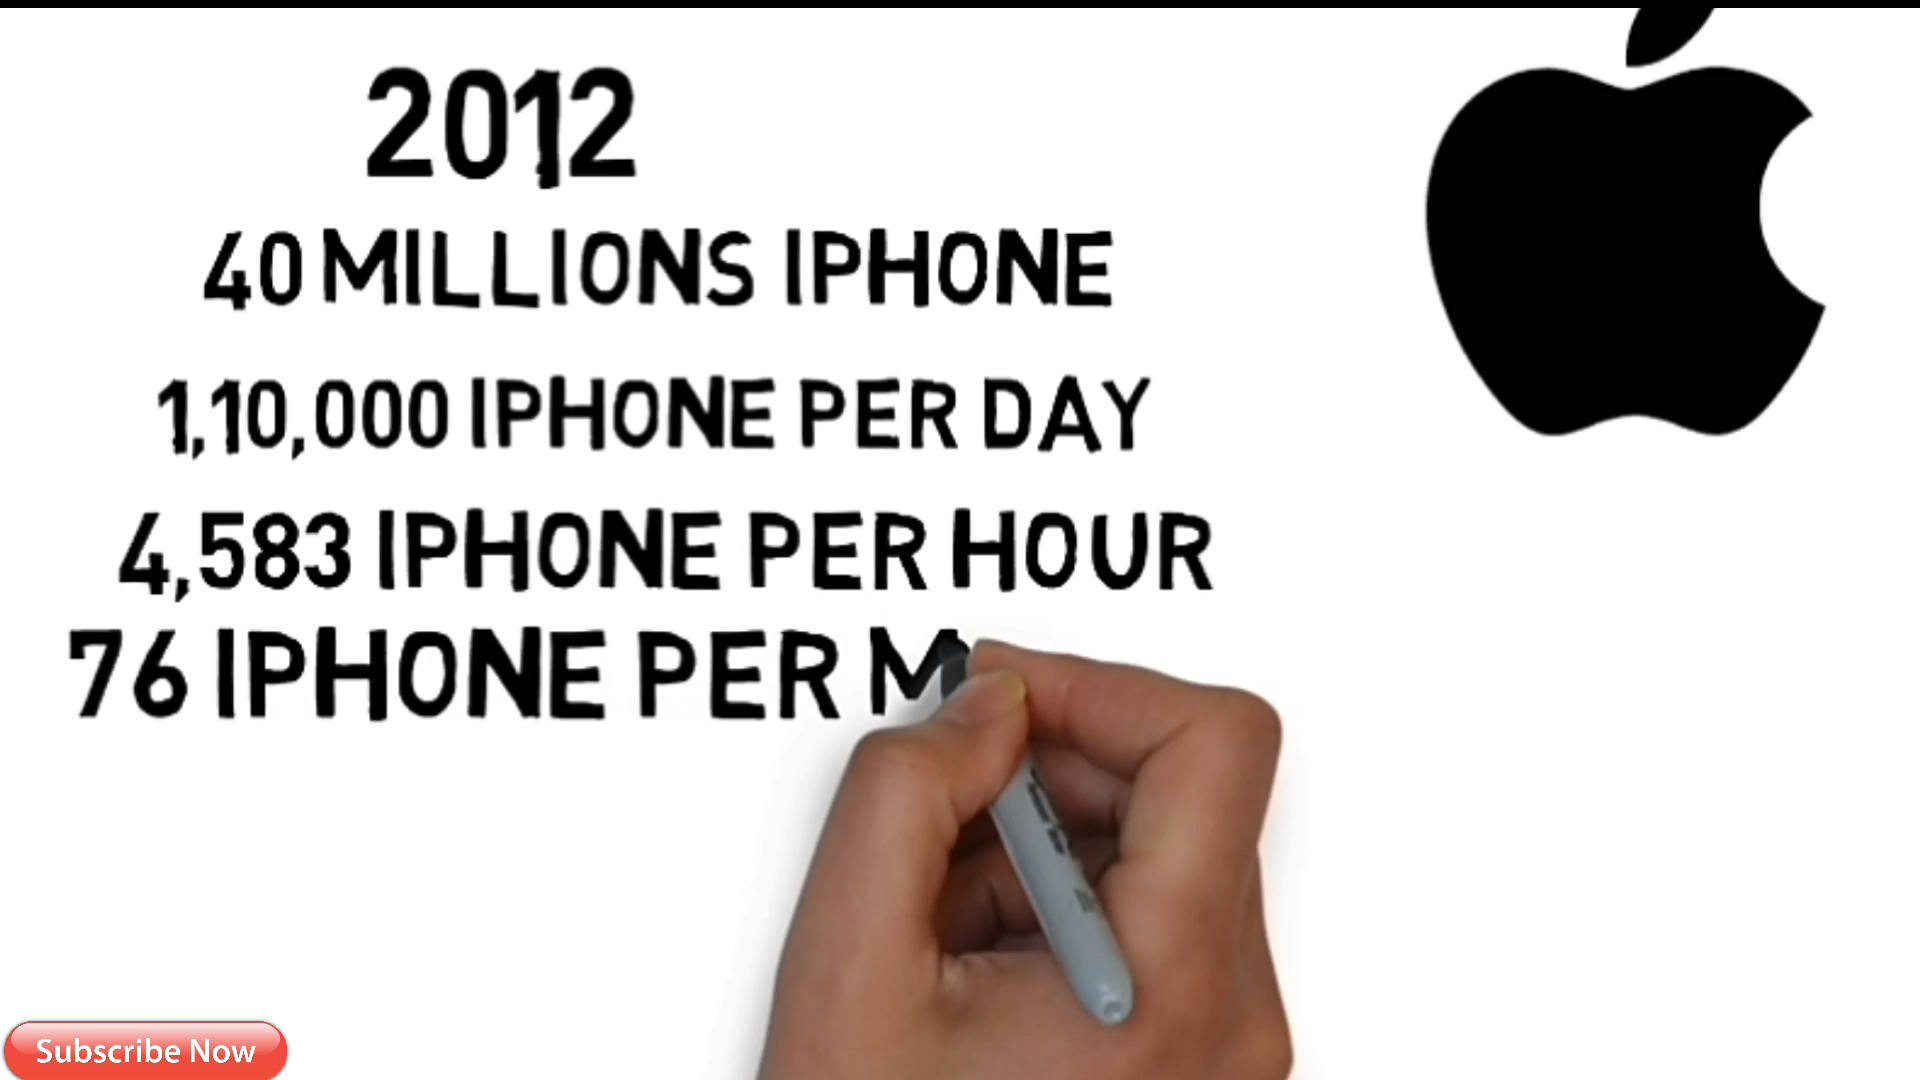 2012
40 MILLIONS IPHONE
1,10,000 IPHONE PER DAY
4,583 IPHONE PER HOUR
76 IPHONE PER M
Subscribe Now